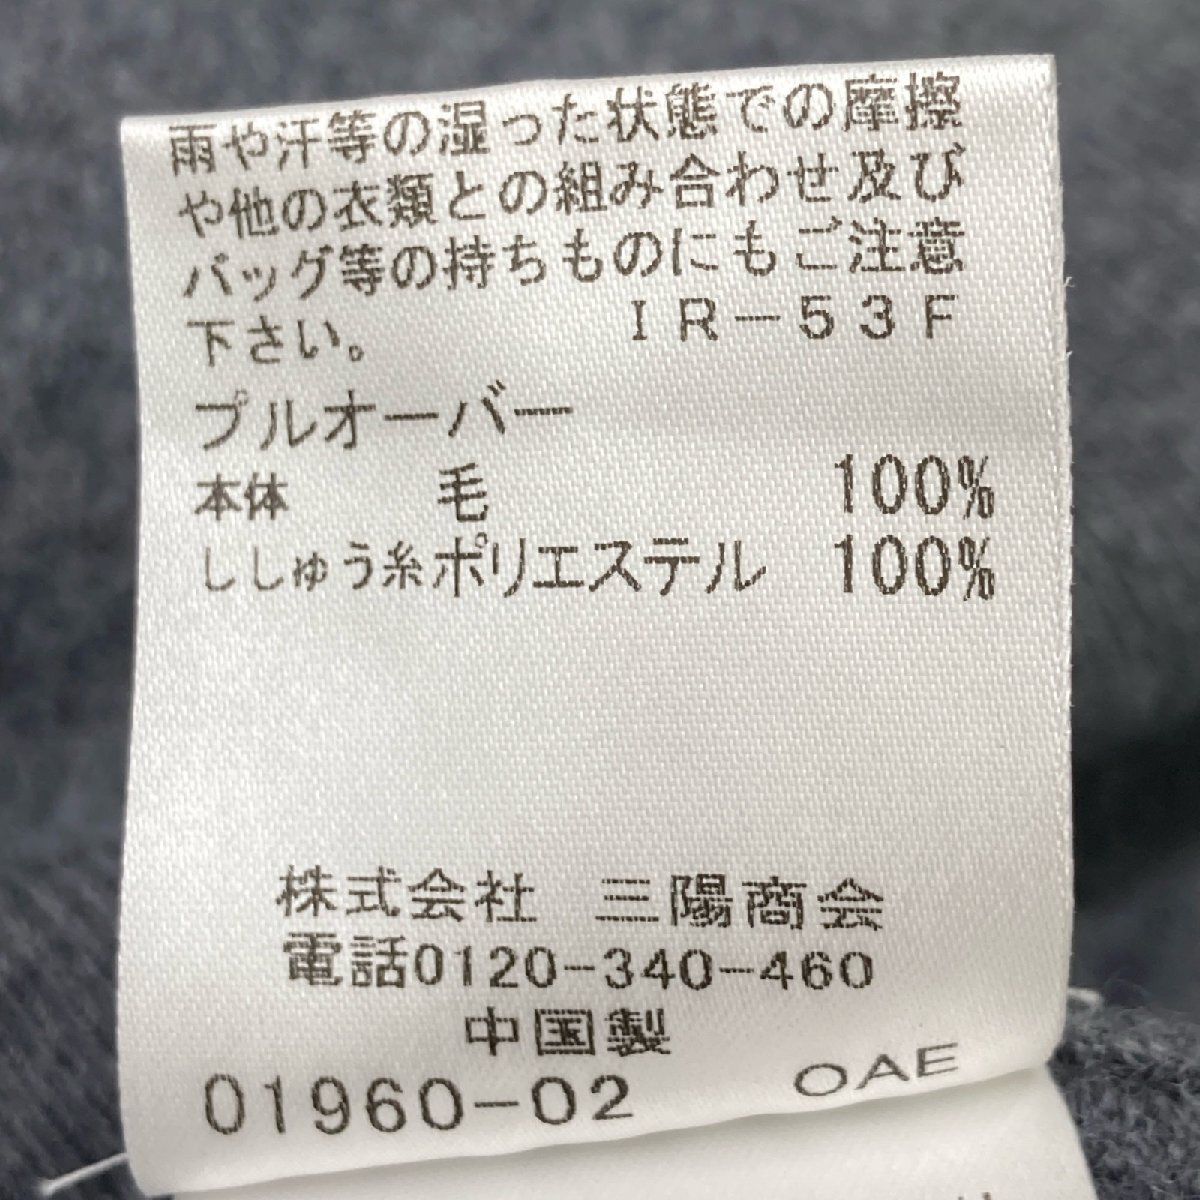 雨や汗等の湿った状態での摩擦
や他の衣類との組み合わせ及び
バッグ等の持ちものにもご注意
下さい。 IR-53F
プルオーバー
本体 毛 100%
ししゅう糸ポリエステル 100%
株式会社 三陽商会
電話0120-340-460
中国製
01960-02 OAE